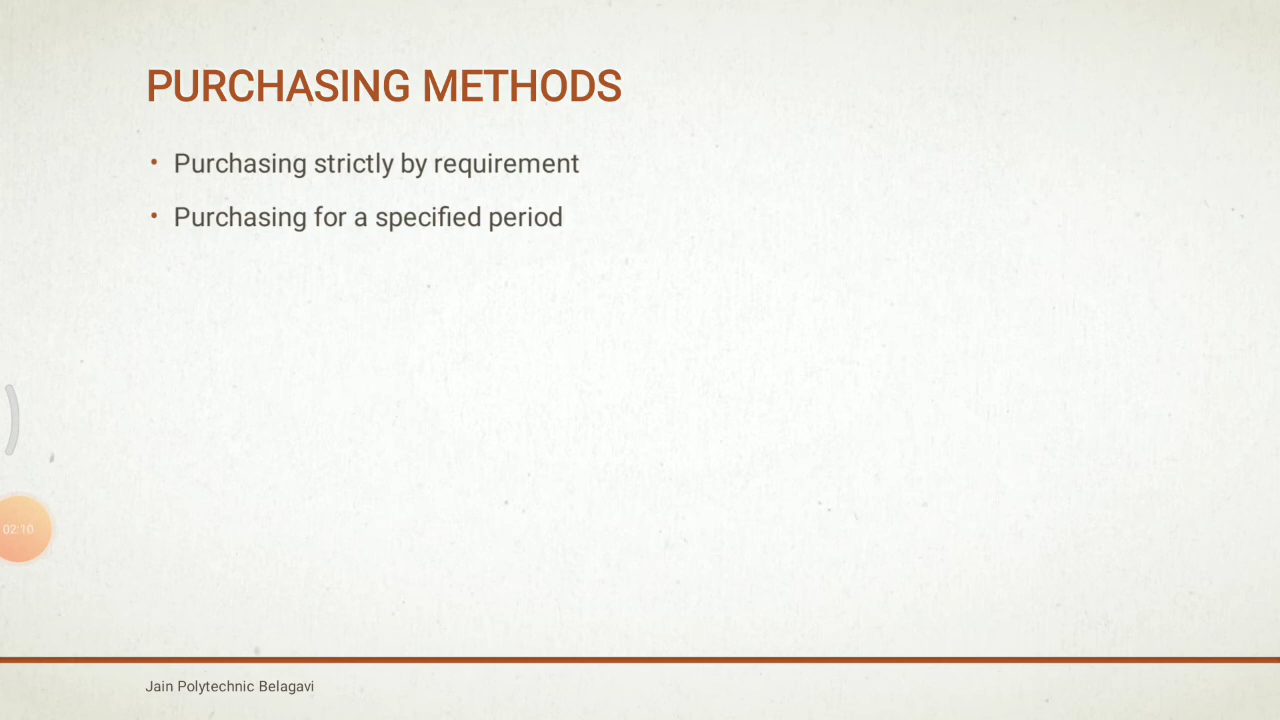 PURCHASING METHODS
• Purchasing strictly by requirement
• Purchasing for a specified period
02:10
Jain Polytechnic Belagavi